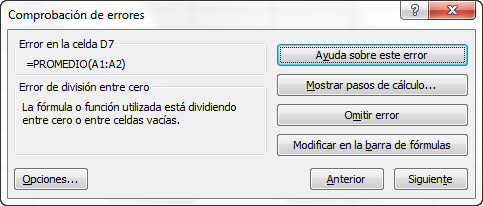 Comprobación de errores
Error en la celda D7
=PROMEDIO(A1:A2)
Error de división entre cero
La fórmula o función utilizada está dividiendo
entre cero o entre celdas vacías.
Ayuda sobre este error
Mostrar pasos de cálculo...
Omitir error
Modificar en la barra de fórmulas
Opciones...
Anterior
Siguiente